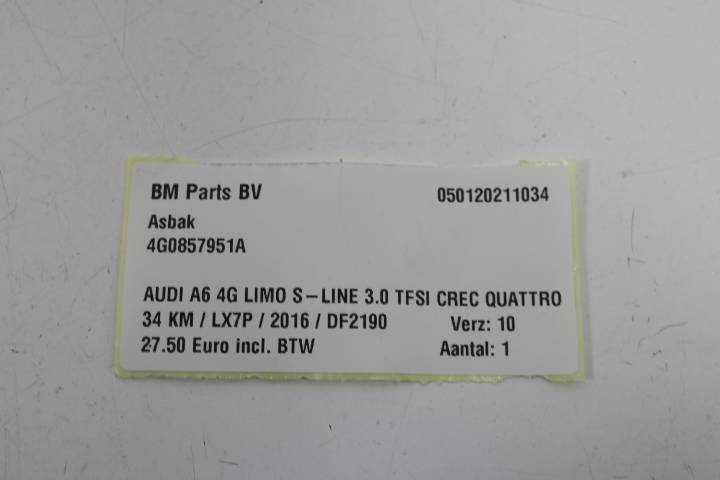 BM Parts BV 050120211034
Asbak
4G0857951A
AUDI A6 4G LIMO S-LINE 3.0 TFSI CREC QUATTRO
34 KM / LX7P / 2016 / DF2190 Verz: 10
27.50 Euro incl. BTW Aantal: 1